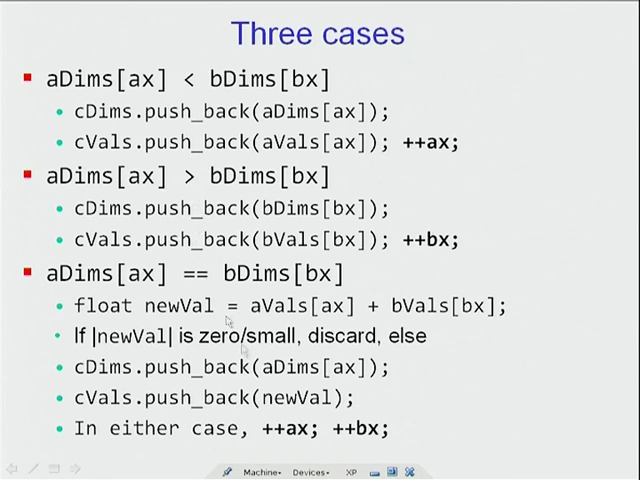 Three cases
aDims[ax] < bDims[bx]
cDims.push_back(aDims[ax]);
cVals.push_back(aVals[ax]); ++ax;
aDims[ax] > bDims[bx]
cDims.push_back(bDims[bx]);
cVals.push_back(bVals[bx]); ++bx;
aDims[ax] == bDims[bx]
float newVal = aVals[ax] + bVals[bx];
If |newVal| is zero/small, discard, else
cDims.push_back(aDims[ax]);
cVals.push_back(newVal);
In either case, ++ax; ++bx;
Machine Devices XP